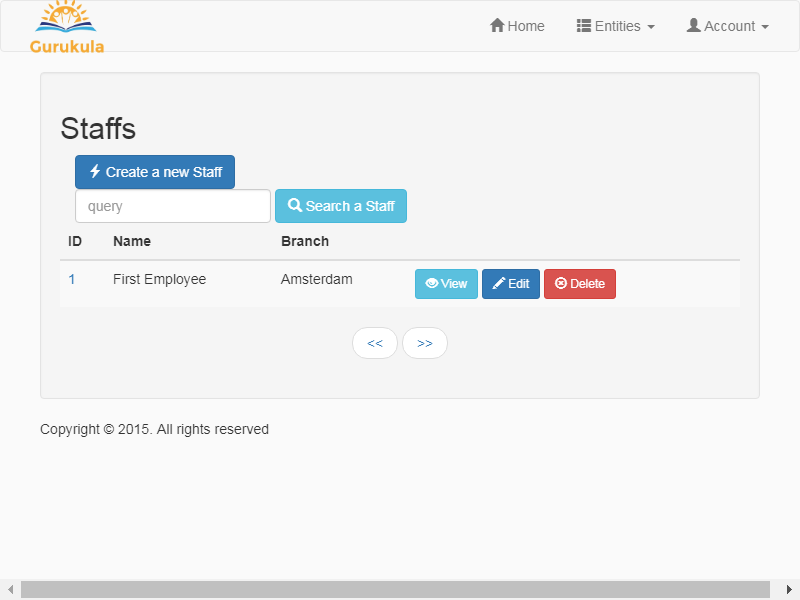 Gurukula
Home Entities Account
Staffs
Create a new Staff
query Search a Staff
ID Name Branch
1 First Employee Amsterdam View Edit Delete
<< >>
Copyright © 2015. All rights reserved